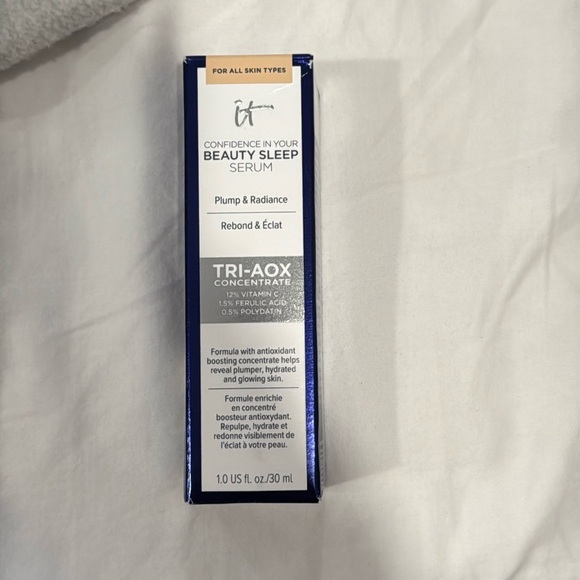 FOR ALL SKIN TYPES
it
CONFIDENCE IN YOUR
BEAUTY SLEEP
SERUM
Plump & Radiance
Rebond & Éclat
TRI-AOX
CONCENTRATE
12% VITAMIN C
1.5% FERULIC ACID
0.5% POLYDATIN
Formula with antioxidant
boosting concentrate helps
reveal plumper, hydrated
and glowing skin.
Formule enrichie
en concentré
boosteur antioxydant.
Repulpe, hydrate et
redonne visiblement de
l'éclat à votre peau.
1.0 US fl. oz./30 ml